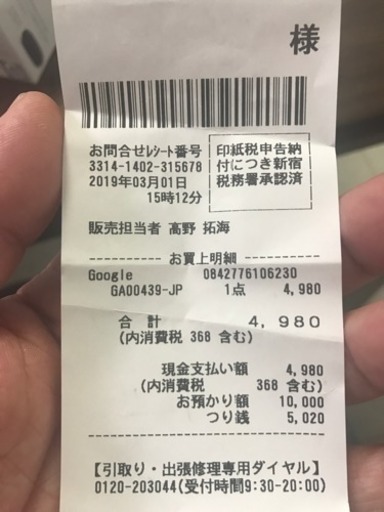 様
お問合せレシート番号
3314-1402-315678
2019年03月01日
15時12分
印紙税申告納
付につき新宿
税務署承認済
販売担当者 高野 拓海
---------- お買上明細 ----------
Google 0842776106230
GA00439-JP 1点 4,980
合 計 4,980
(内消費税 368 含む)
現金支払い額 4,980
(内消費税 368 含む)
お預かり額 10,000
つり銭 5,020
【引取り・出張修理専用ダイヤル】
0120-203044(受付時間9:30-20:00)